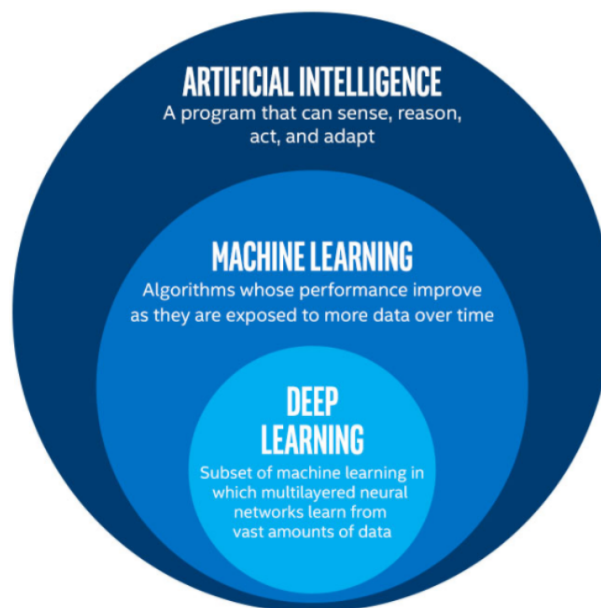 ARTIFICIAL INTELLIGENCE
A program that can sense, reason,
act, and adapt
MACHINE LEARNING
Algorithms whose performance improve
as they are exposed to more data over time
DEEP
LEARNING
Subset of machine learning in
which multilayered neural
networks learn from
vast amounts of data